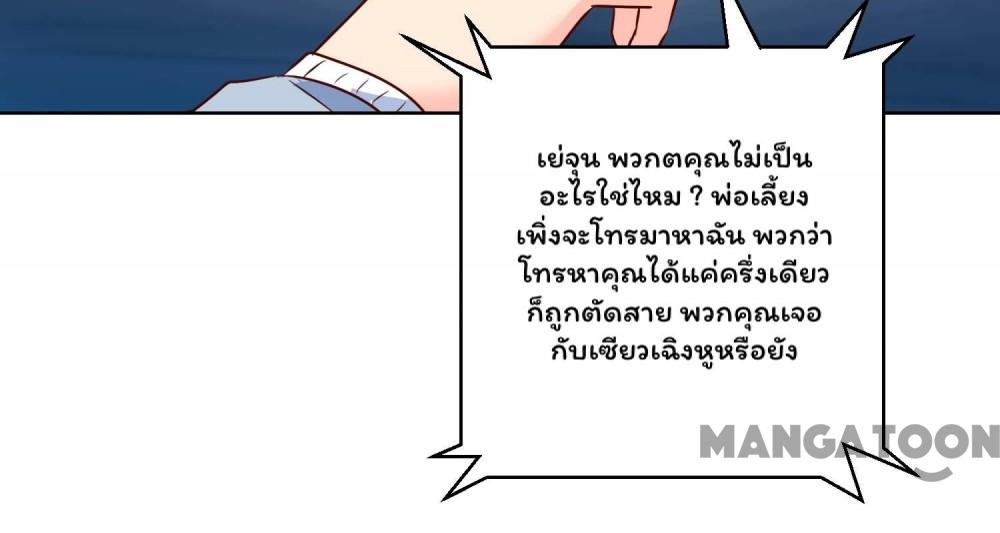 เย่จุน พวกตคุณไม่เป็น
อะไรใช่ไหม ? พ่อเลี้ยง
เพิ่งจะโทรมาหาฉัน พวกว่า
โทรหาคุณได้แค่ครึ่งเดียว
ก็ถูกตัดสาย พวกคุณเจอ
กับเซียวเฉิงหูหรือยัง
MANGATOON